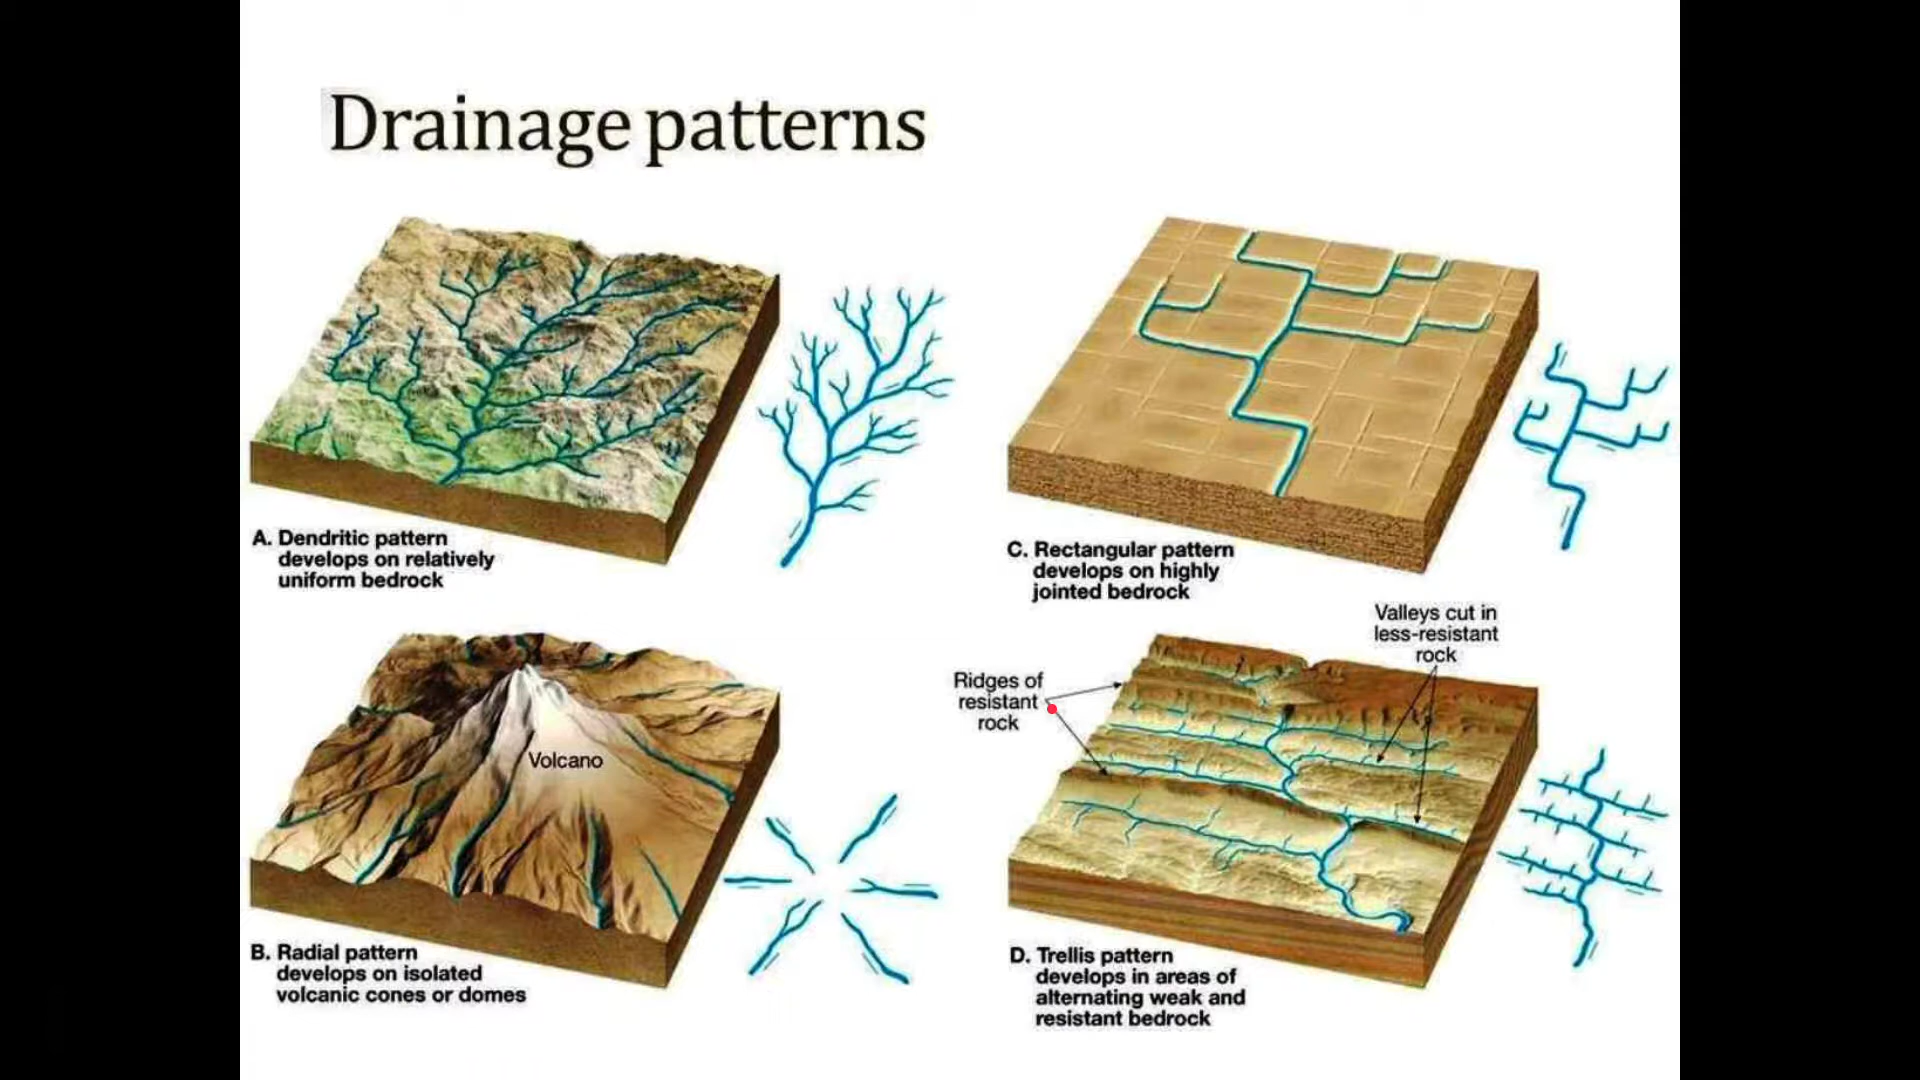 Drainage patterns
A. Dendritic pattern
develops on relatively
uniform bedrock
C. Rectangular pattern
develops on highly
jointed bedrock
Volcano
B. Radial pattern
develops on isolated
volcanic cones or domes
Valleys cut in
less-resistant
rock
Ridges of
resistant
rock
D. Trellis pattern
develops in areas of
alternating weak and
resistant bedrock